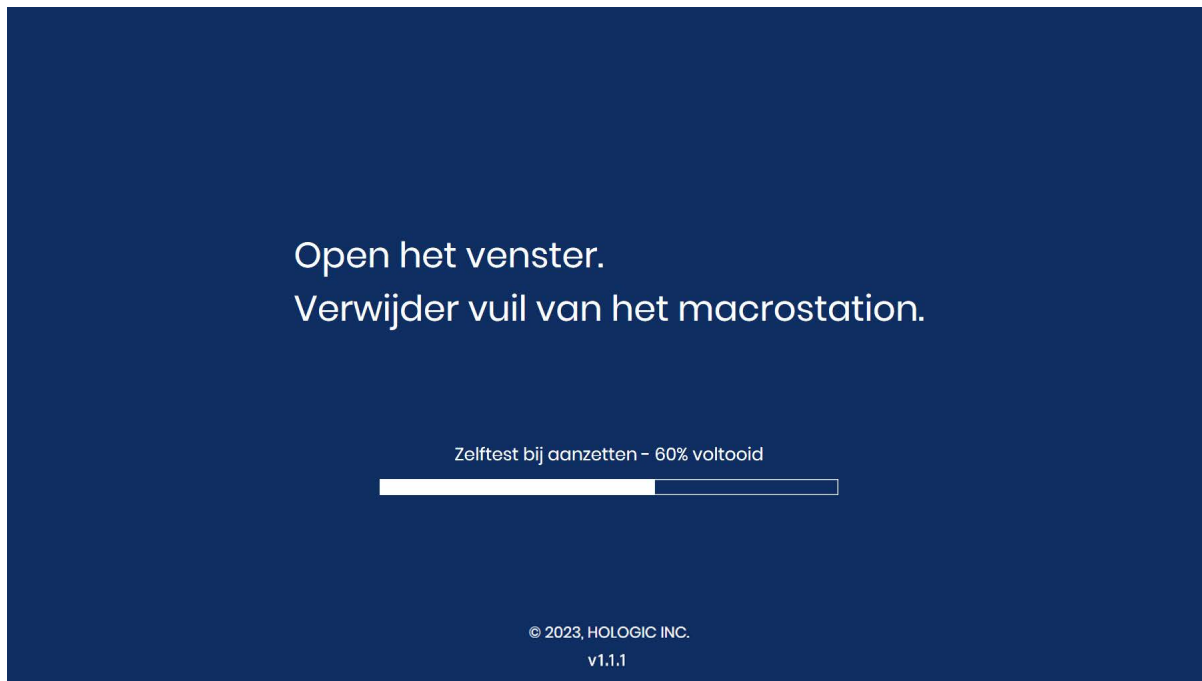 Open het venster.
Verwijder vuil van het macrostation.
Zelftest bij aanzetten - 60% voltooid
© 2023, HOLOGIC INC.
v1.1.1